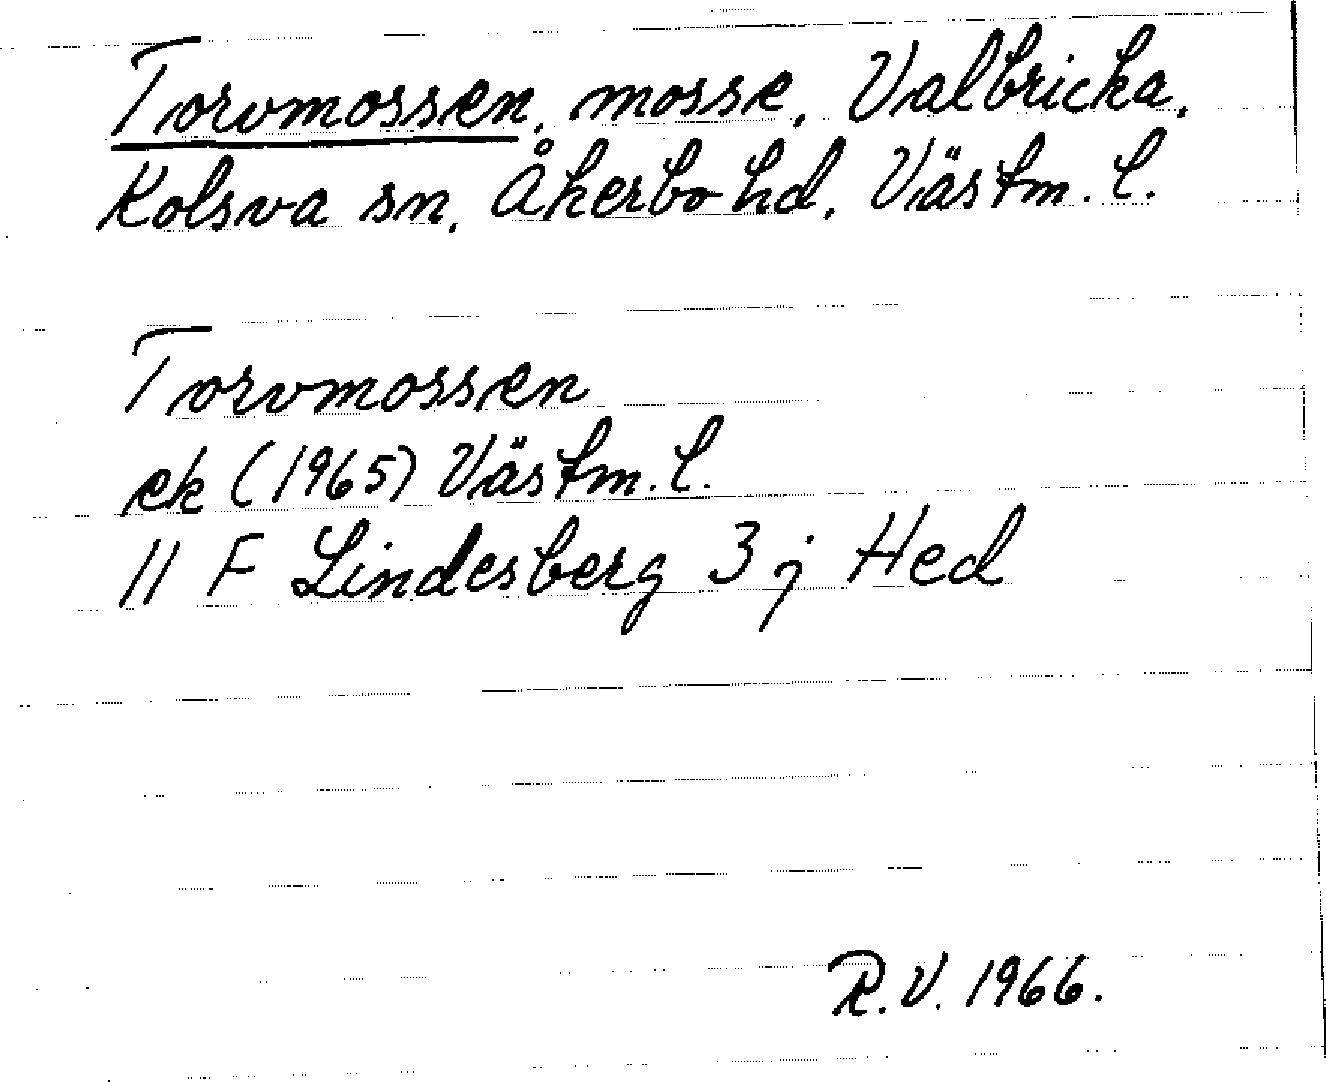 Torvmossen, mosse, Valbricka,
Kolsva sn, Åkerbo hd, Västm. l.
Torvmossen
ek (1965) Västm. l.
11 F Lindesberg 3 j Hed
R.V. 1966.